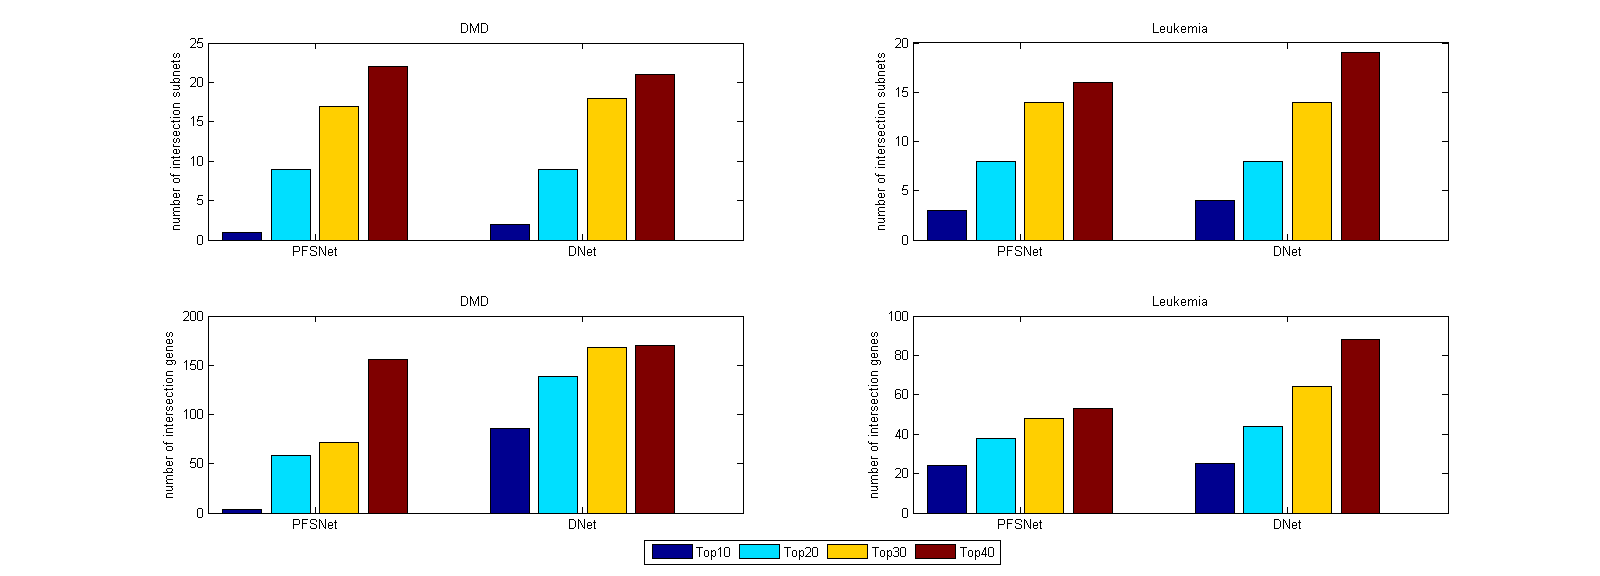 DMD
number of intersection subnets
25
20
15
10
5
0
PFSNet DNet
Leukemia
number of intersection subnets
20
15
10
5
0
PFSNet DNet
DMD
number of intersection genes
200
150
100
50
0
PFSNet DNet
Leukemia
number of intersection genes
100
80
60
40
20
0
PFSNet DNet
Top10 Top20 Top30 Top40